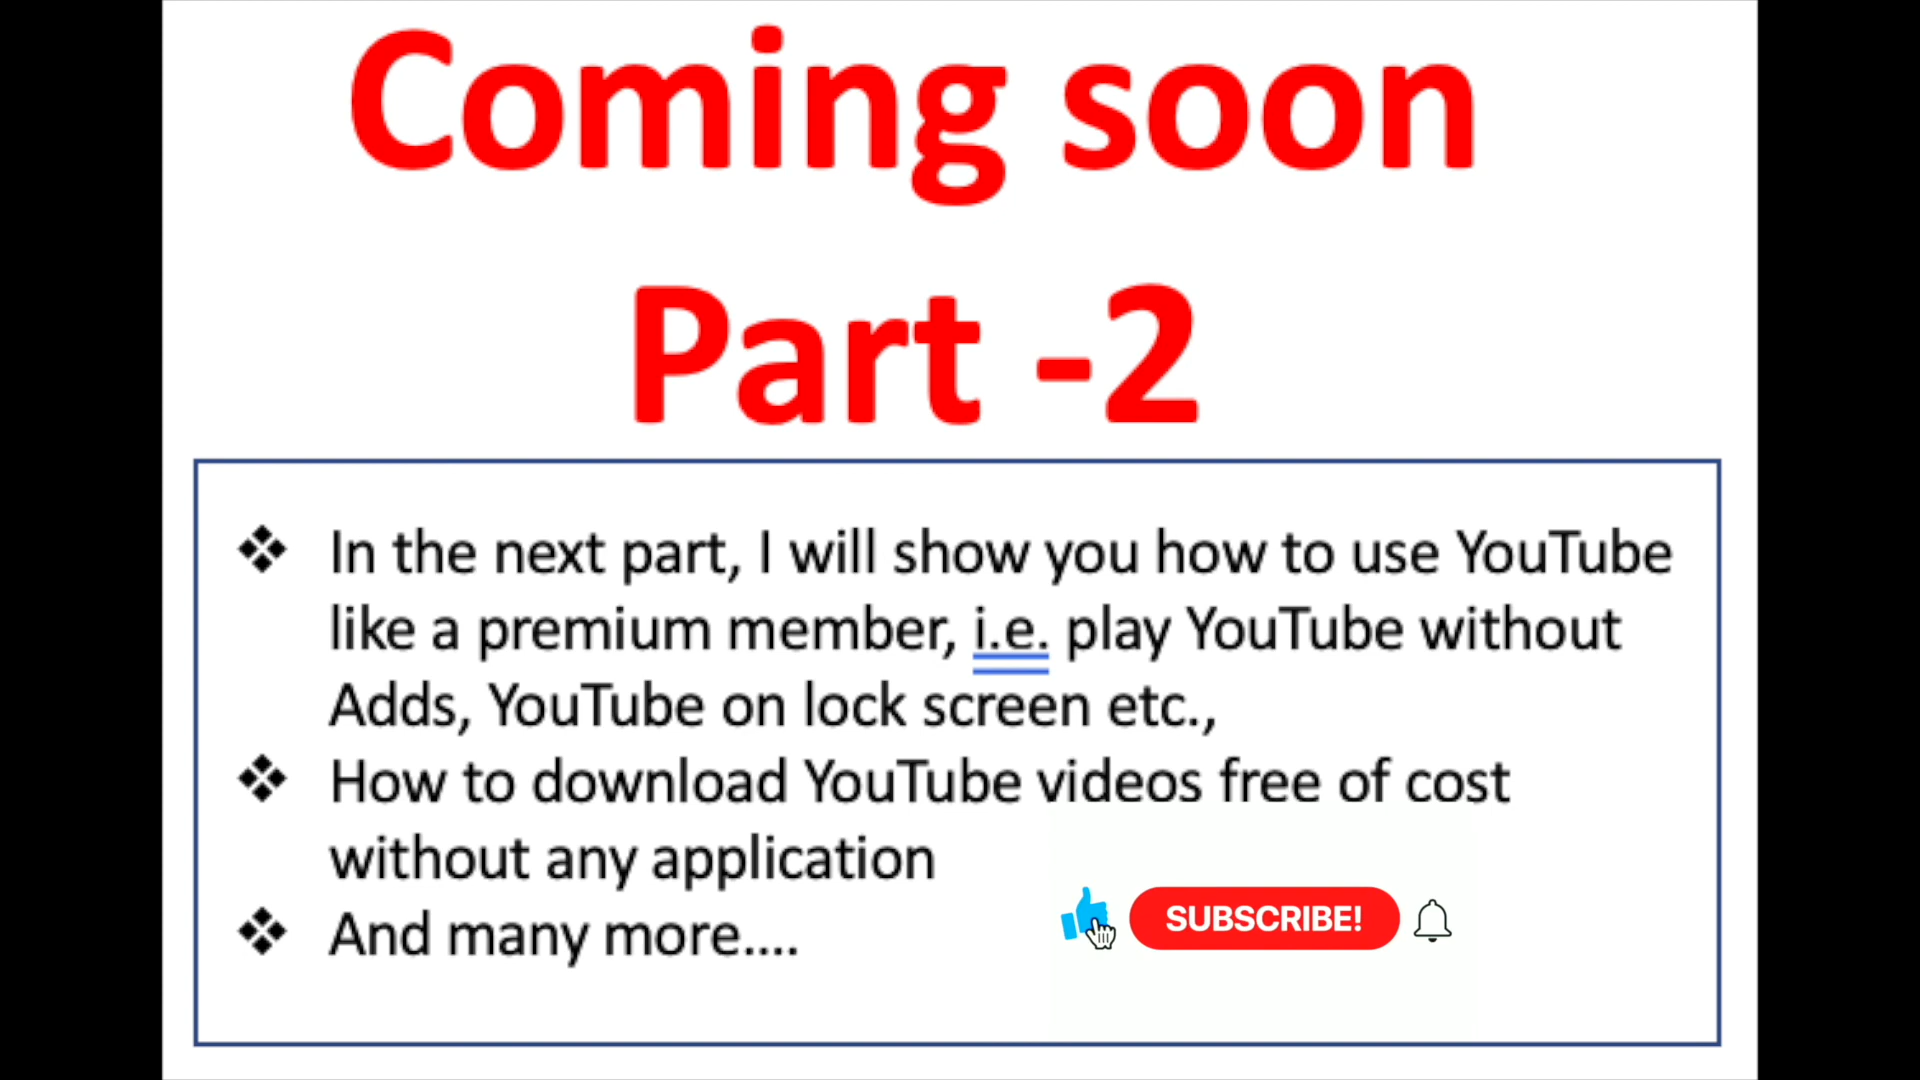 Coming soon
Part -2
❖ In the next part, I will show you how to use YouTube
like a premium member, i.e. play YouTube without
Adds, YouTube on lock screen etc.,
❖ How to download YouTube videos free of cost
without any application
❖ And many more....
SUBSCRIBE!